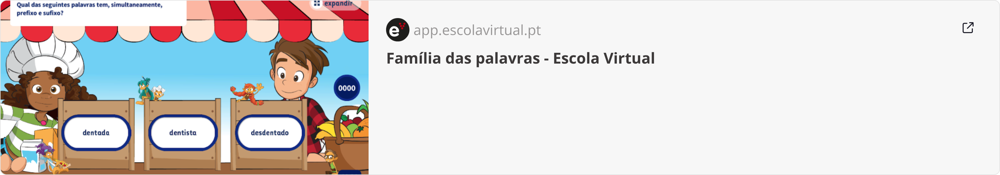 Qual das seguintes palavras tem, simultaneamente,
prefixo e sufixo?
expandir
0000
dentada
dentista
desdentado
e
app.escolavirtual.pt
Família das palavras - Escola Virtual